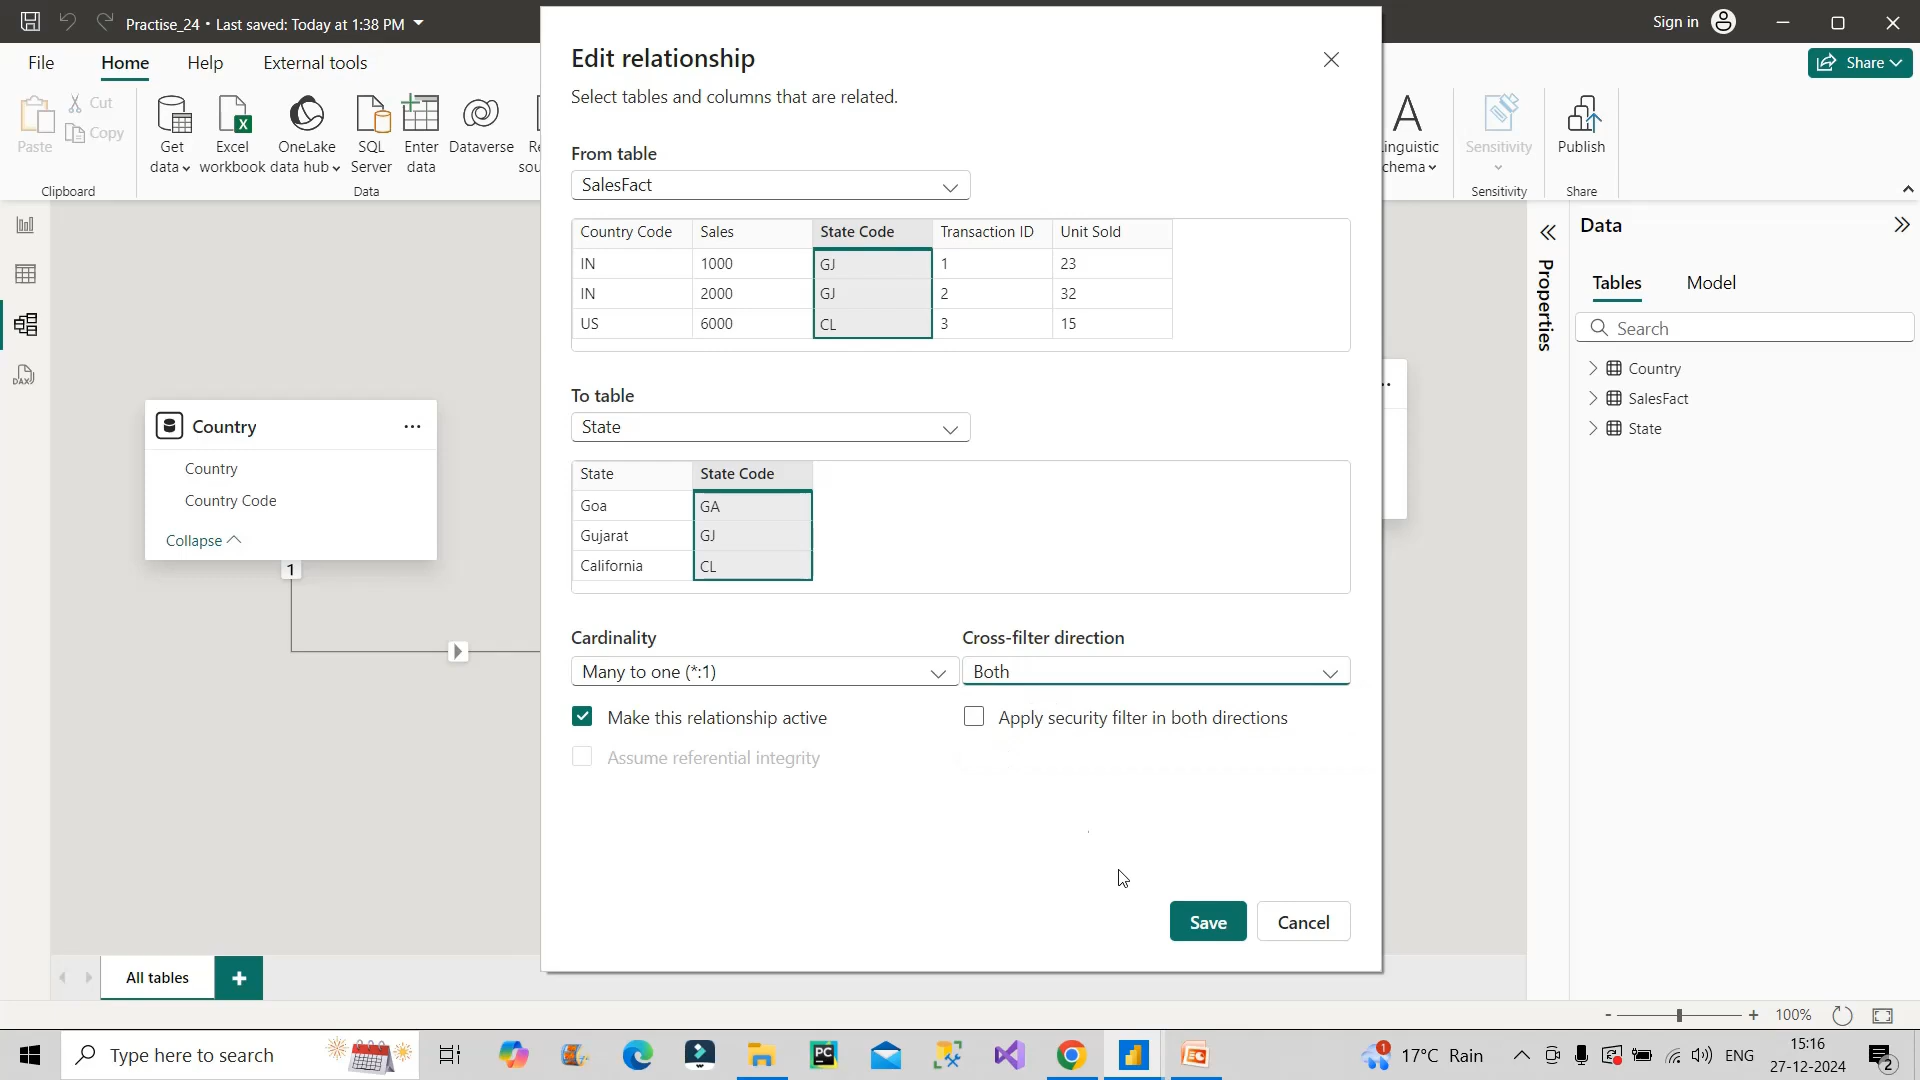 Practise_24 • Last saved: Today at 1:38 PM
Sign in
File
Home
Help
External tools
Share
Paste
Cut
Copy
Clipboard
Get data
Excel workbook
OneLake data hub
SQL Server
Enter data
Dataverse
Data
Sensitivity
Sensitivity
Publish
Share
Edit relationship
Select tables and columns that are related.
From table
SalesFact
Country Code Sales State Code Transaction ID Unit Sold
IN 1000 GJ 1 23
IN 2000 GJ 2 32
US 6000 CL 3 15
To table
State
State State Code
Goa GA
Gujarat GJ
California CL
Cardinality
Many to one (*:1)
Cross-filter direction
Both
Make this relationship active
Apply security filter in both directions
Assume referential integrity
Save
Cancel
Country
Country
Country Code
Collapse
1
Properties
Data
Tables
Model
Search
Country
SalesFact
State
All tables
+
- + 100%
Type here to search
PC
1
17°C Rain
ENG
15:16
27-12-2024
2